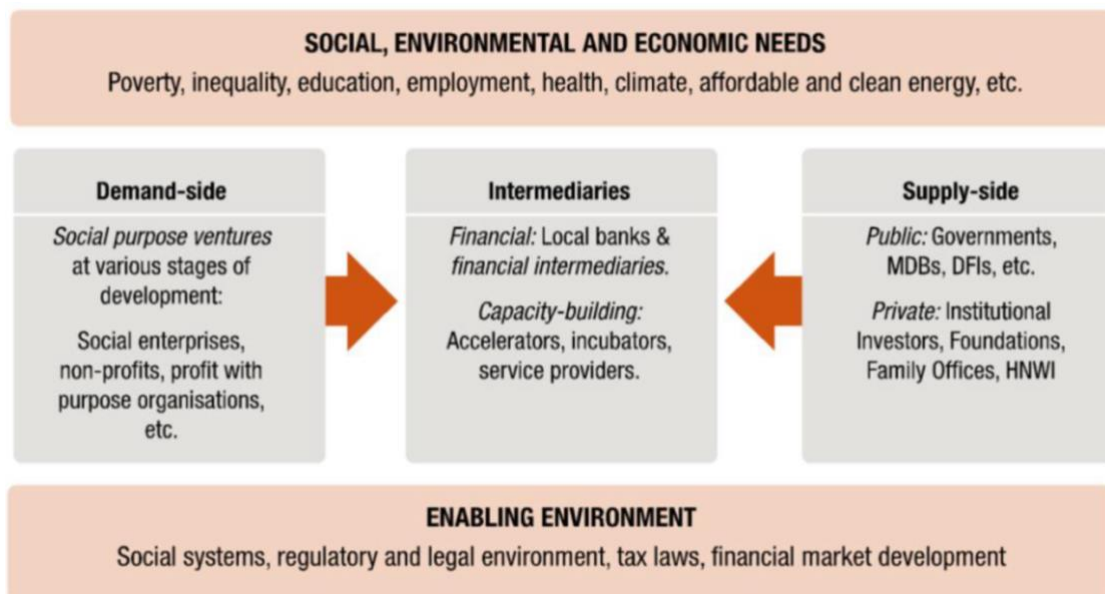 SOCIAL, ENVIRONMENTAL AND ECONOMIC NEEDS
Poverty, inequality, education, employment, health, climate, affordable and clean energy, etc.
Demand-side
Social purpose ventures
at various stages of
development:
Social enterprises,
non-profits, profit with
purpose organisations,
etc.
Intermediaries
Financial: Local banks &
financial intermediaries.
Capacity-building:
Accelerators, incubators,
service providers.
Supply-side
Public: Governments,
MDBs, DFIs, etc.
Private: Institutional
Investors, Foundations,
Family Offices, HNWI
ENABLING ENVIRONMENT
Social systems, regulatory and legal environment, tax laws, financial market development